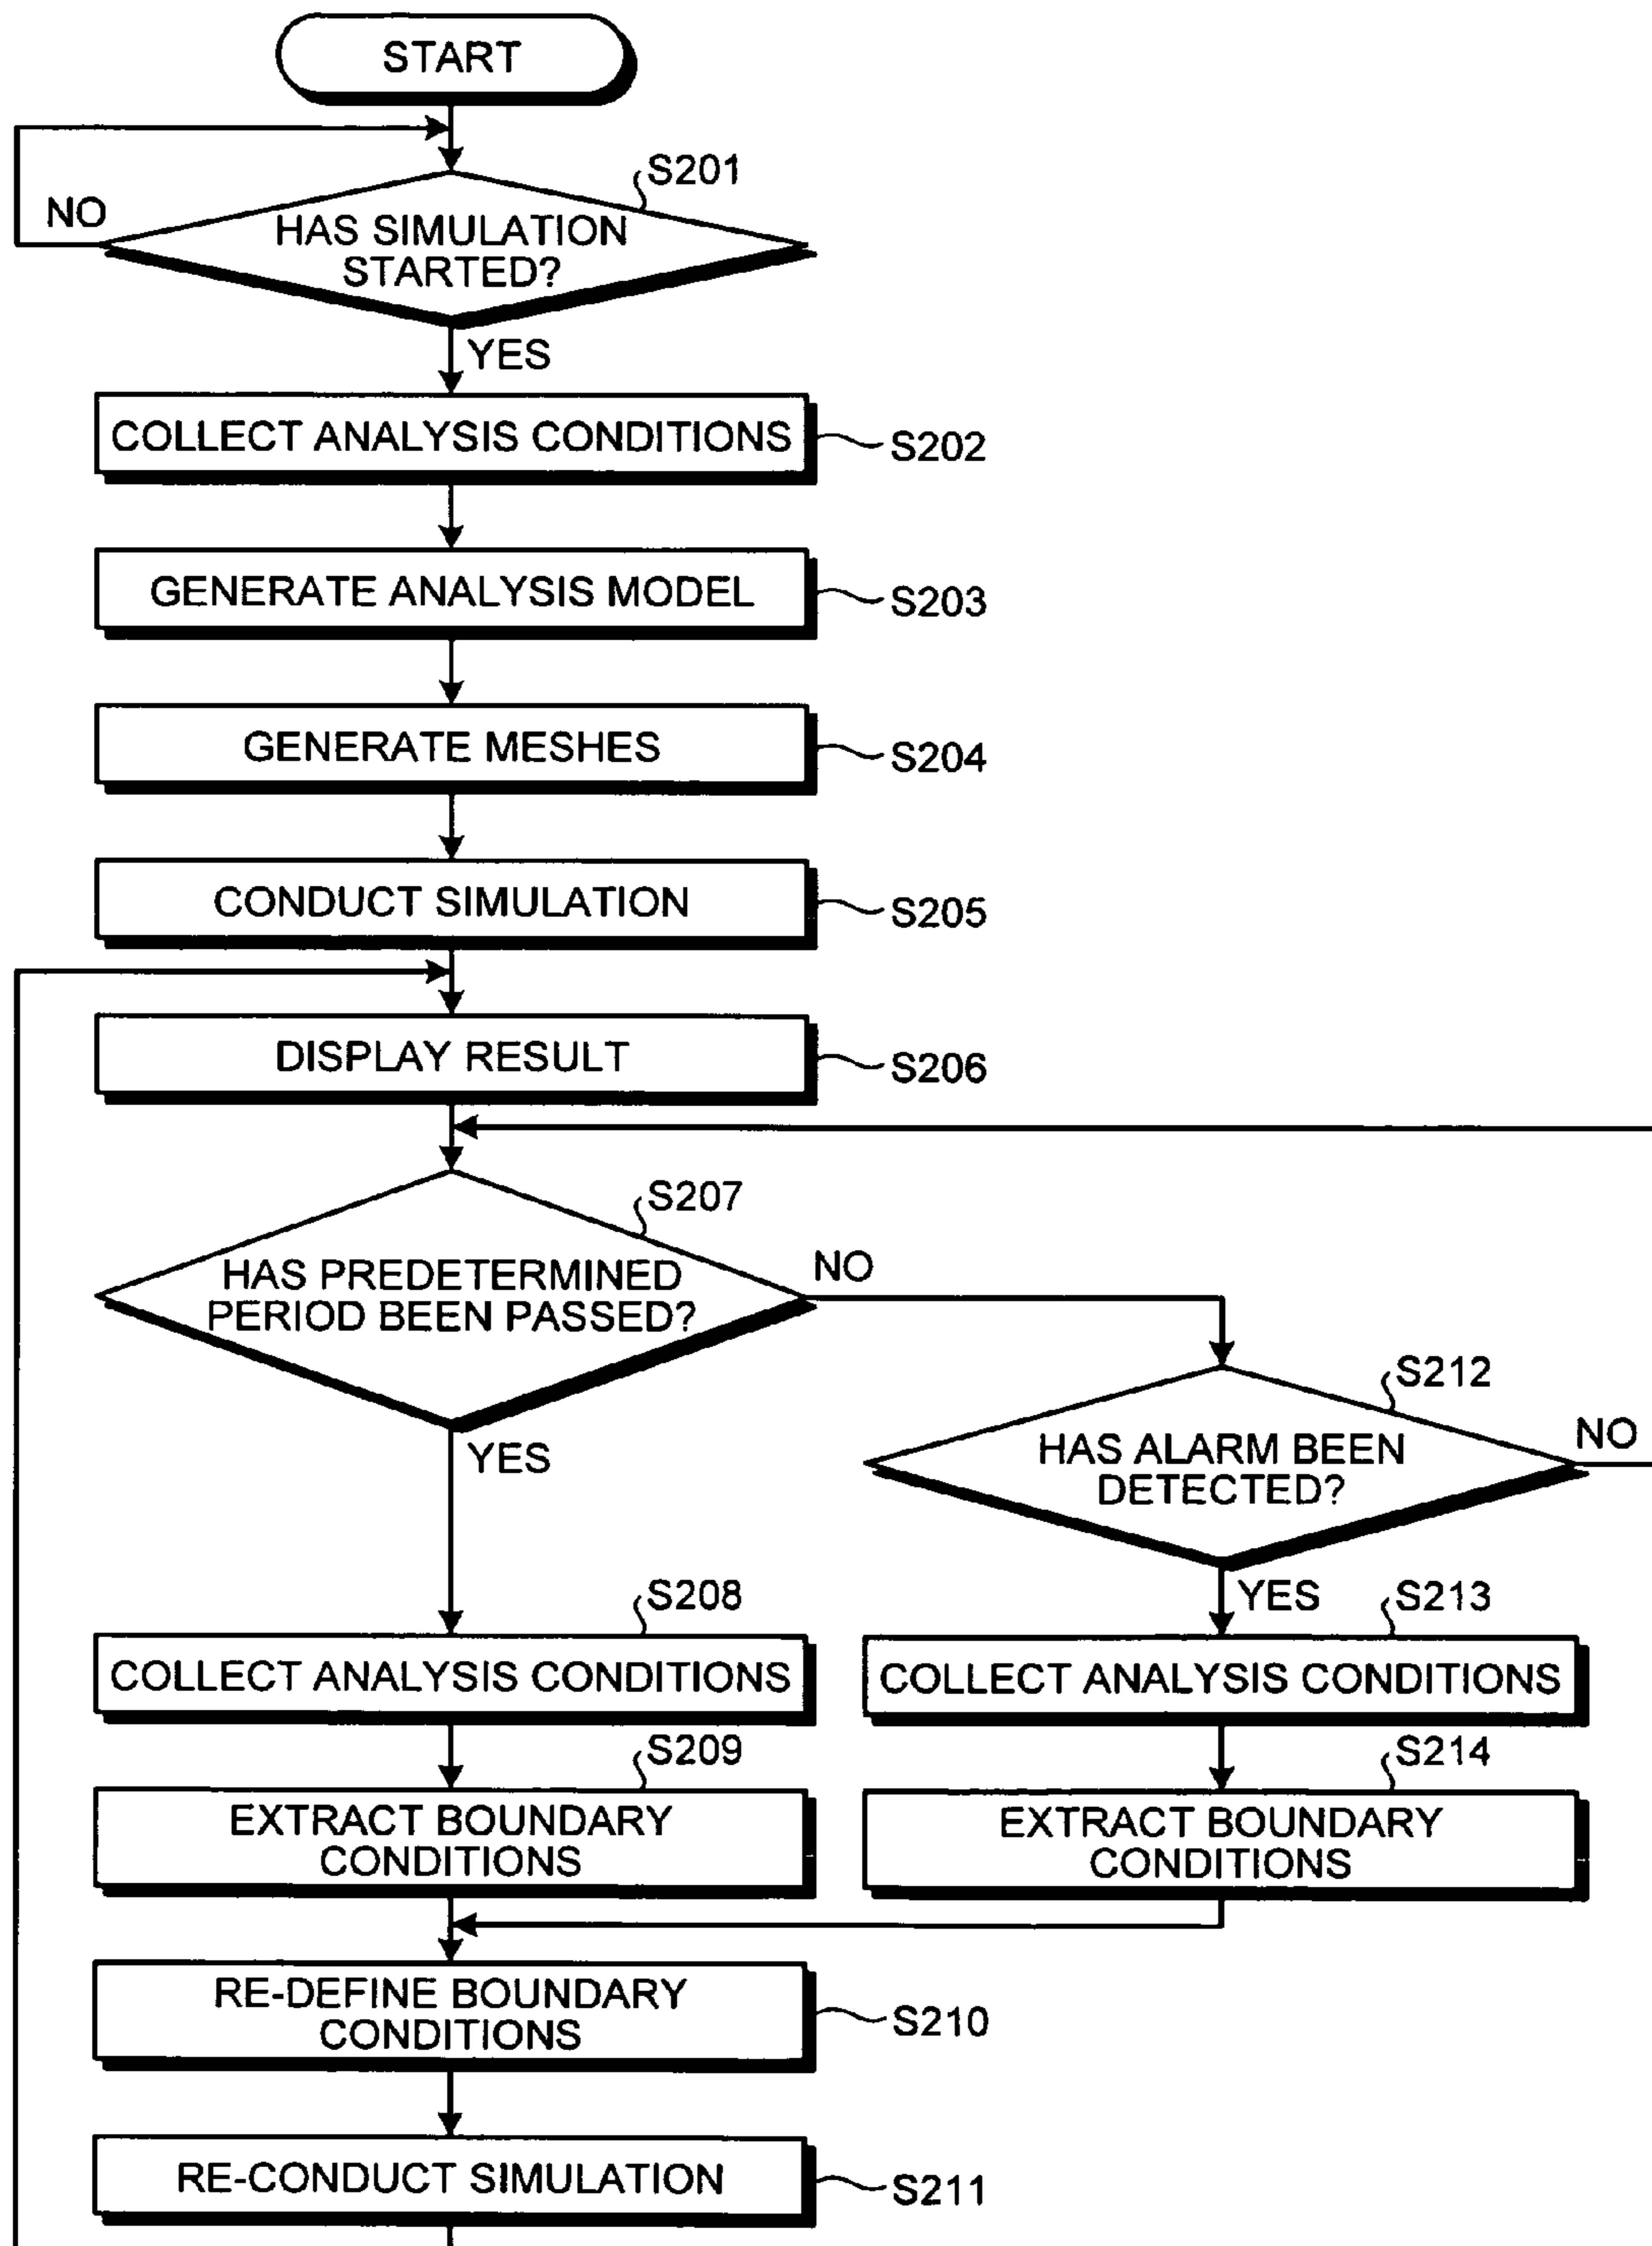 START
S201
NO
HAS SIMULATION
STARTED?
YES
COLLECT ANALYSIS CONDITIONS
S202
GENERATE ANALYSIS MODEL
S203
GENERATE MESHES
S204
CONDUCT SIMULATION
S205
DISPLAY RESULT
S206
S207
HAS PREDETERMINED
PERIOD BEEN PASSED?
NO
YES
S212
HAS ALARM BEEN
DETECTED?
NO
YES
S208
COLLECT ANALYSIS CONDITIONS
S213
COLLECT ANALYSIS CONDITIONS
S209
EXTRACT BOUNDARY
CONDITIONS
S214
EXTRACT BOUNDARY
CONDITIONS
RE-DEFINE BOUNDARY
CONDITIONS
S210
RE-CONDUCT SIMULATION
S211